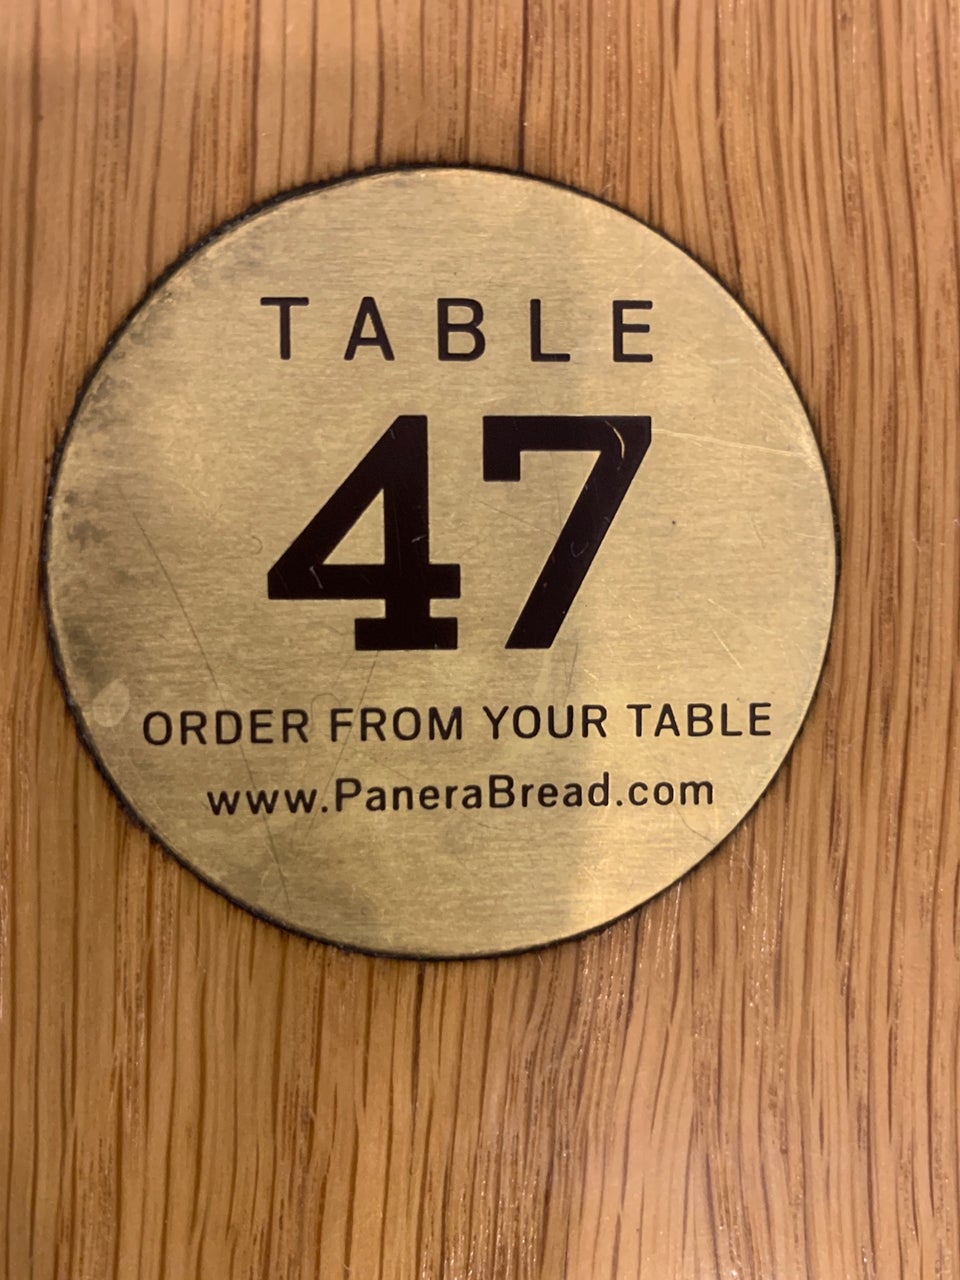 TABLE
47
ORDER FROM YOUR TABLE
www.PaneraBread.com